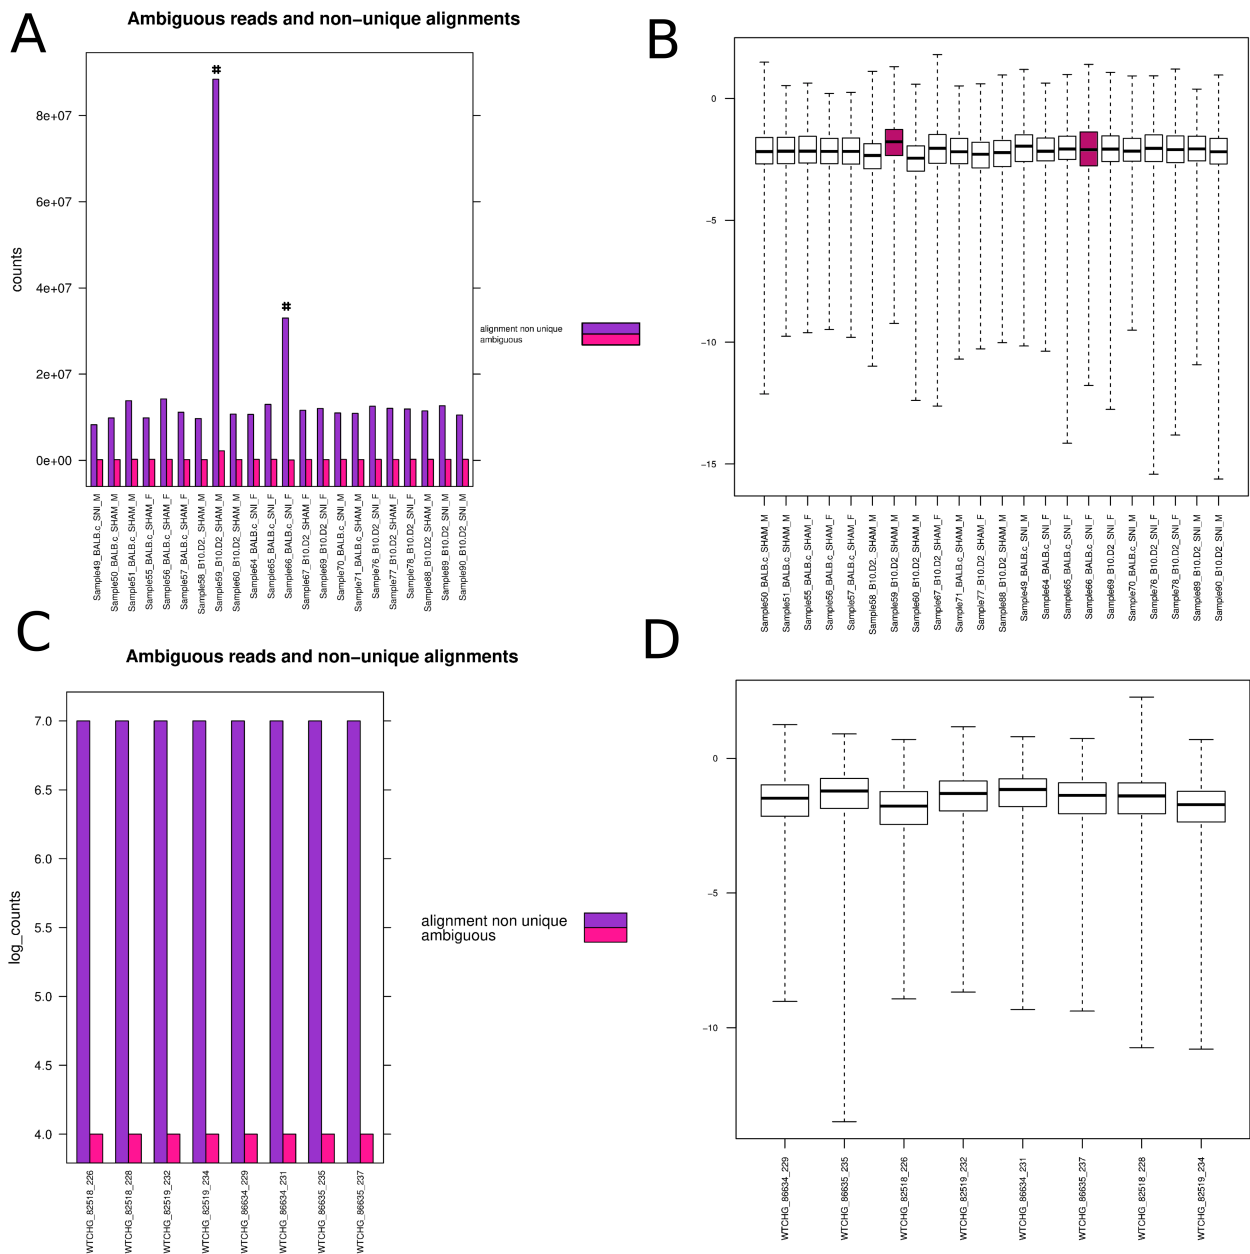 A
Ambiguous reads and non−unique alignments
#
#
8e+07
6e+07
4e+07
2e+07
0e+00
counts
alignment non unique
ambiguous
Sample49_BALB.c_SNI_M
Sample50_BALB.c_SHAM_M
Sample51_BALB.c_SHAM_M
Sample55_BALB.c_SHAM_F
Sample56_BALB.c_SHAM_F
Sample57_BALB.c_SHAM_F
Sample58_B10.D2_SHAM_M
Sample59_B10.D2_SHAM_M
Sample60_B10.D2_SHAM_M
Sample64_BALB.c_SNI_F
Sample65_BALB.c_SNI_F
Sample66_BALB.c_SNI_F
Sample67_B10.D2_SHAM_F
Sample69_B10.D2_SNI_F
Sample70_BALB.c_SNI_M
Sample71_BALB.c_SHAM_M
Sample76_B10.D2_SNI_F
Sample77_B10.D2_SHAM_F
Sample78_B10.D2_SNI_F
Sample88_B10.D2_SHAM_M
Sample89_B10.D2_SNI_M
Sample90_B10.D2_SNI_M
B
0
−5
−10
−15
Sample50_BALB.c_SHAM_M
Sample51_BALB.c_SHAM_M
Sample55_BALB.c_SHAM_F
Sample56_BALB.c_SHAM_F
Sample57_BALB.c_SHAM_F
Sample58_B10.D2_SHAM_M
Sample59_B10.D2_SHAM_M
Sample60_B10.D2_SHAM_M
Sample67_B10.D2_SHAM_F
Sample71_BALB.c_SHAM_M
Sample77_B10.D2_SHAM_F
Sample88_B10.D2_SHAM_M
Sample49_BALB.c_SNI_M
Sample64_BALB.c_SNI_F
Sample65_BALB.c_SNI_F
Sample66_BALB.c_SNI_F
Sample69_B10.D2_SNI_F
Sample70_BALB.c_SNI_M
Sample76_B10.D2_SNI_F
Sample78_B10.D2_SNI_F
Sample89_B10.D2_SNI_M
Sample90_B10.D2_SNI_M
C
Ambiguous reads and non−unique alignments
7.0
6.5
6.0
5.5
5.0
4.5
4.0
log_counts
alignment non unique
ambiguous
WTCHG_82518_226
WTCHG_82518_228
WTCHG_82519_232
WTCHG_82519_234
WTCHG_86634_229
WTCHG_86634_231
WTCHG_86635_235
WTCHG_86635_237
D
0
−5
−10
WTCHG_86634_229
WTCHG_86635_235
WTCHG_82518_226
WTCHG_82519_232
WTCHG_86634_231
WTCHG_86635_237
WTCHG_82518_228
WTCHG_82519_234